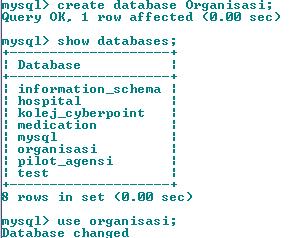 mysql> create database Organisasi;
Query OK, 1 row affected (0.00 sec)
mysql> show databases;
+--------------------+
| Database           |
+--------------------+
| information_schema |
| hospital           |
| kolej_cyberpoint   |
| medication         |
| mysql              |
| organisasi         |
| pilot_agensi       |
| test               |
+--------------------+
8 rows in set (0.00 sec)
mysql> use organisasi;
Database changed